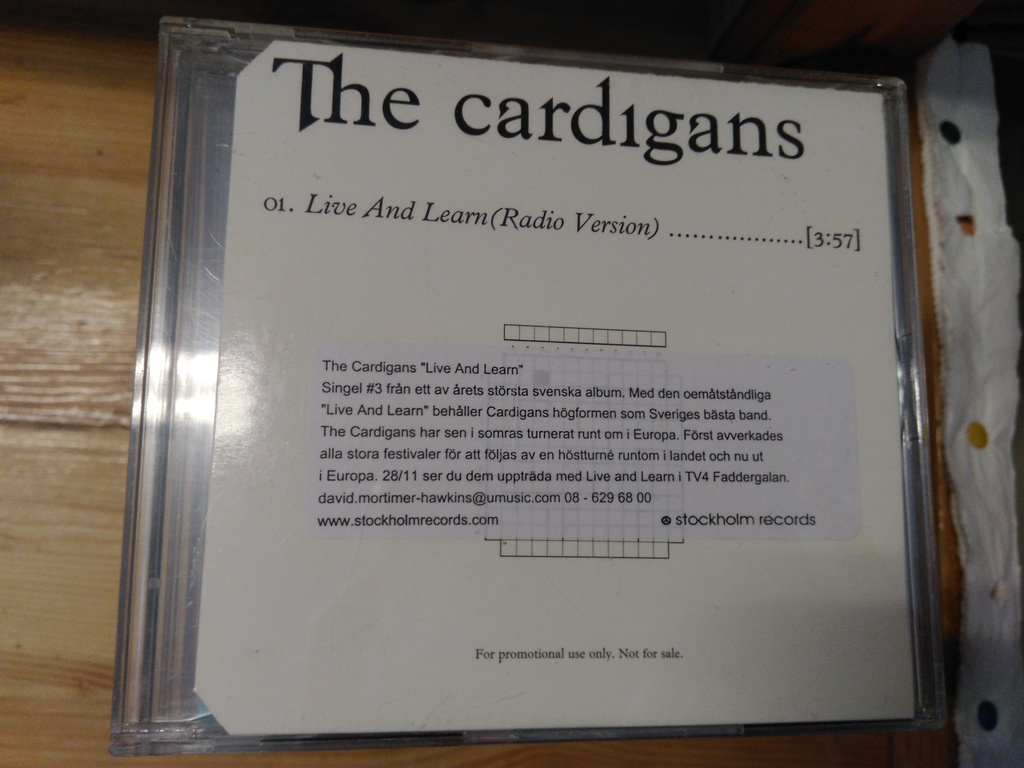 The cardigans
01. Live And Learn(Radio Version) ...................[3:57]
The Cardigans "Live And Learn"
Singel #3 från ett av årets största svenska album. Med den oemåtståndliga
"Live And Learn" behåller Cardigans högformen som Sveriges bästa band.
The Cardigans har sen i somras turnerat runt om i Europa. Först avverkades
alla stora festivaler för att följas av en höstturné runtom i landet och nu ut
i Europa. 28/11 ser du dem uppträda med Live and Learn i TV4 Faddergalan.
david.mortimer-hawkins@umusic.com 08 - 629 68 00
www.stockholmrecords.com stockholm records
For promotional use only. Not for sale.